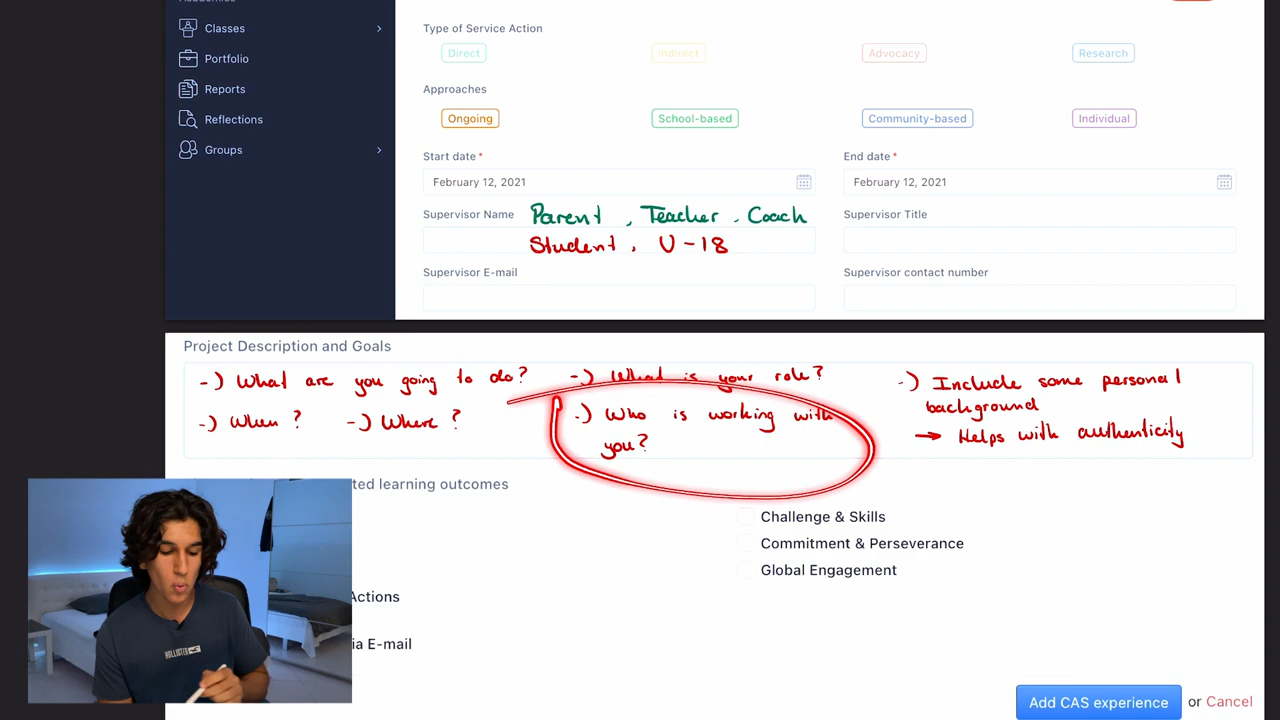 Classes
Portfolio
Reports
Reflections
Groups
Type of Service Action
Direct Indirect Advocacy Research
Approaches
Ongoing School-based Community-based Individual
Start date * End date *
February 12, 2021 February 12, 2021
Supervisor Name Parent , Teacher . Coach Supervisor Title
Student , U-18
Supervisor E-mail Supervisor contact number
Project Description and Goals
-) What are you going to do? -) What is your role? -) Include some personal
background
-) When? -) Where? -) Who is working with
you?
→ Helps with authenticity
ted learning outcomes
Challenge & Skills
Commitment & Perseverance
Global Engagement
Actions
ia E-mail
HOLLISTER
Add CAS experience or Cancel